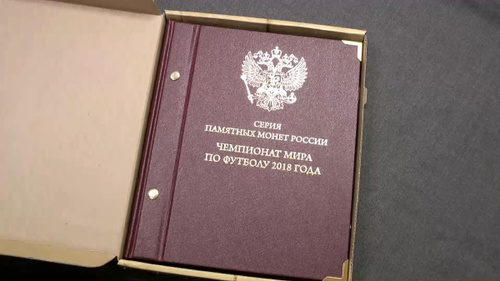 СЕРИЯ
ПАМЯТНЫХ МОНЕТ РОССИИ
ЧЕМПИОНАТ МИРА
ПО ФУТБОЛУ 2018 ГОДА